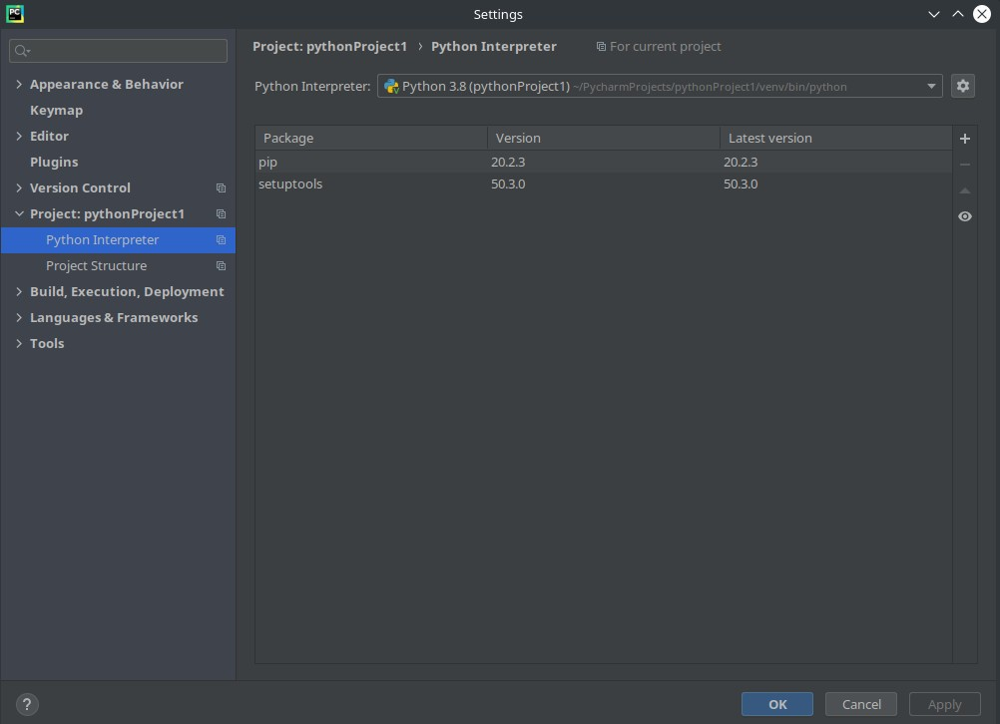 PC
Settings
Project: pythonProject1 › Python Interpreter For current project
Python Interpreter: Python 3.8 (pythonProject1) ~/PycharmProjects/pythonProject1/venv/bin/python
Appearance & Behavior
Keymap
Editor
Plugins
Version Control
Project: pythonProject1
Python Interpreter
Project Structure
Build, Execution, Deployment
Languages & Frameworks
Tools
Package Version Latest version
pip 20.2.3 20.2.3
setuptools 50.3.0 50.3.0
?
OK Cancel Apply